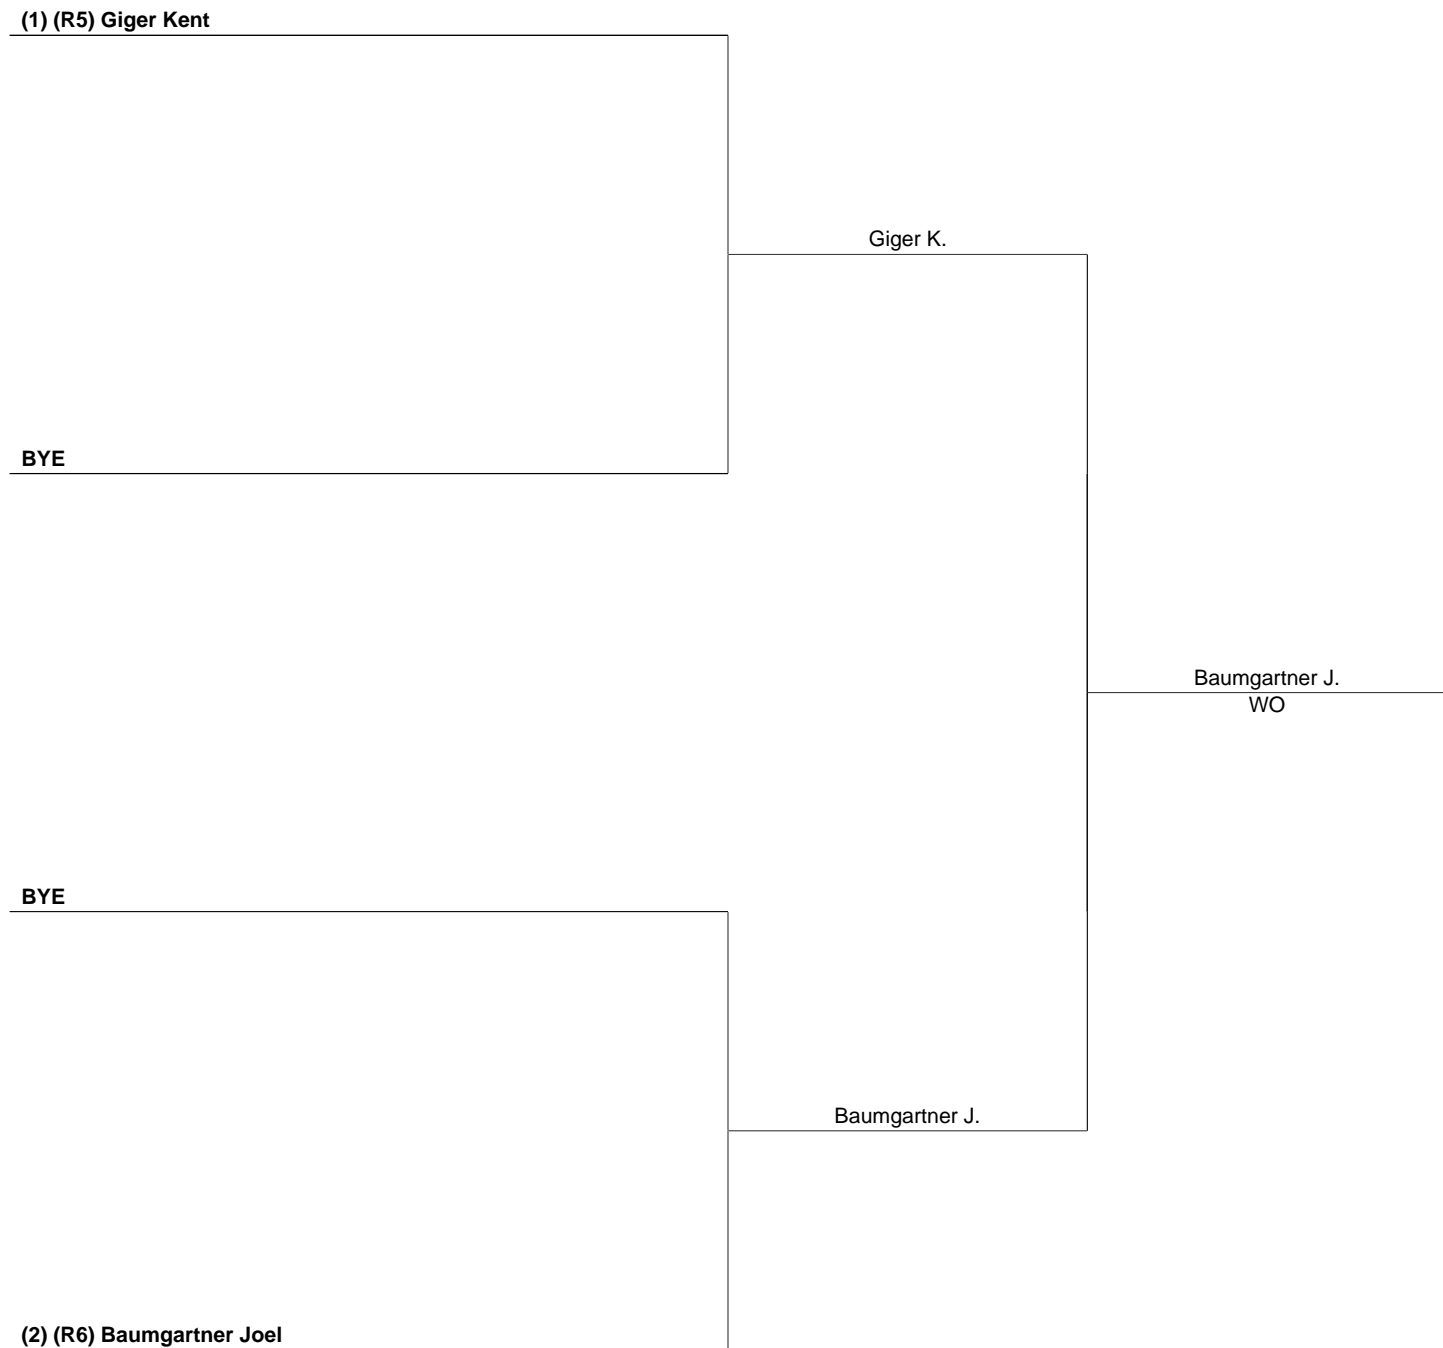 (1) (R5) Giger Kent
Giger K.
BYE
Baumgartner J.
WO
BYE
Baumgartner J.
(2) (R6) Baumgartner Joel